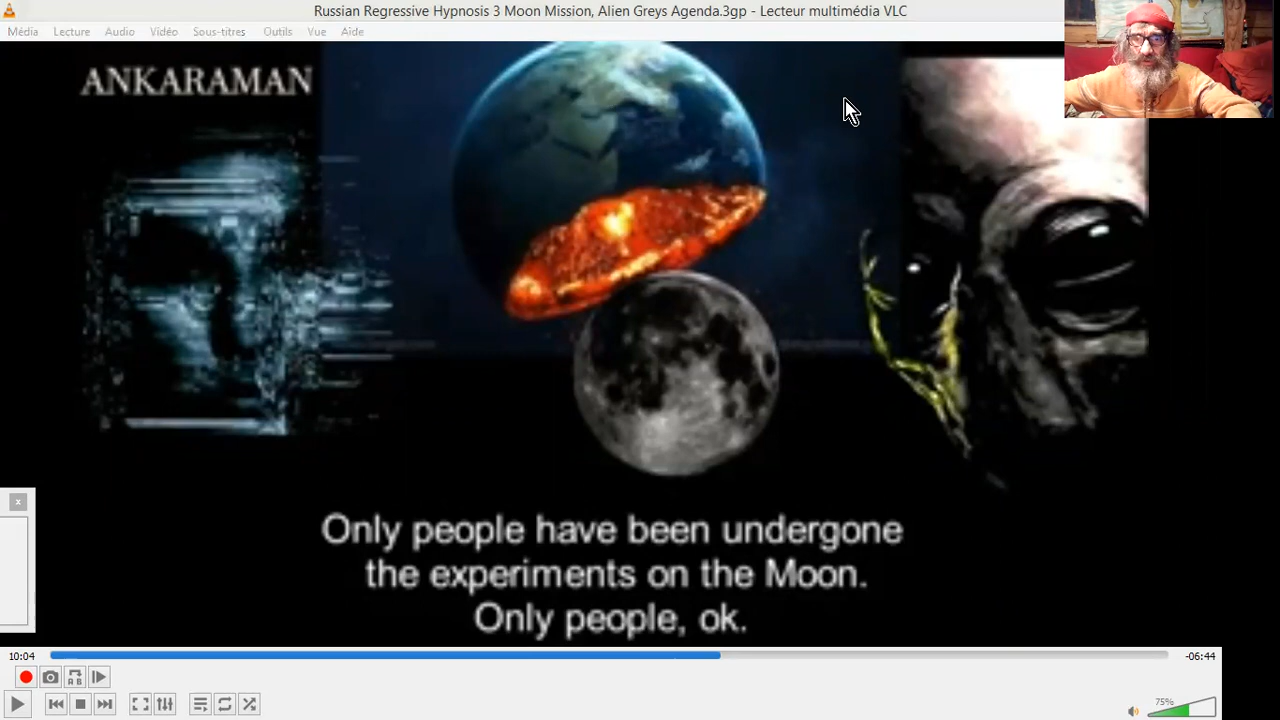 Russian Regressive Hypnosis 3 Moon Mission, Alien Greys Agenda.3gp - Lecteur multimédia VLC
Média Lecture Audio Vidéo Sous-titres Outils Vue Aide
ANKARAMAN
Only people have been undergone
the experiments on the Moon.
Only people, ok.
10:04 -06:44
A B
75%